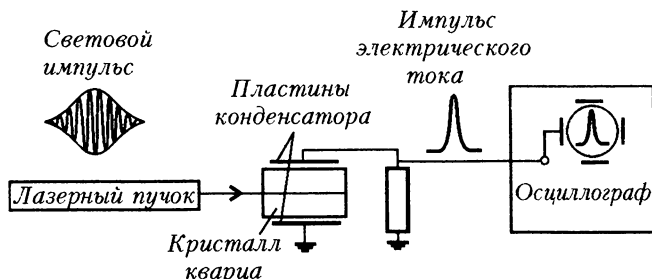 Световой
импульс
Импульс
электрического
тока
Пластины
конденсатора
Лазерный пучок
Осциллограф
Кристалл
кварца